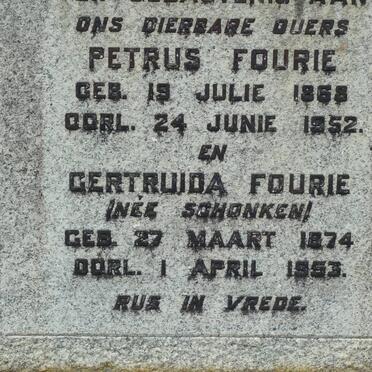 ONS DIERBARE OUERS
PETRUS FOURIE
GEB. 19 JULIE 1868
OORL. 24 JUNIE 1952.
EN
GERTRUIDA FOURIE
(NÉE SCHONKEN)
GEB. 27 MAART 1874
OORL. 1 APRIL 1953.
RUS IN VREDE.